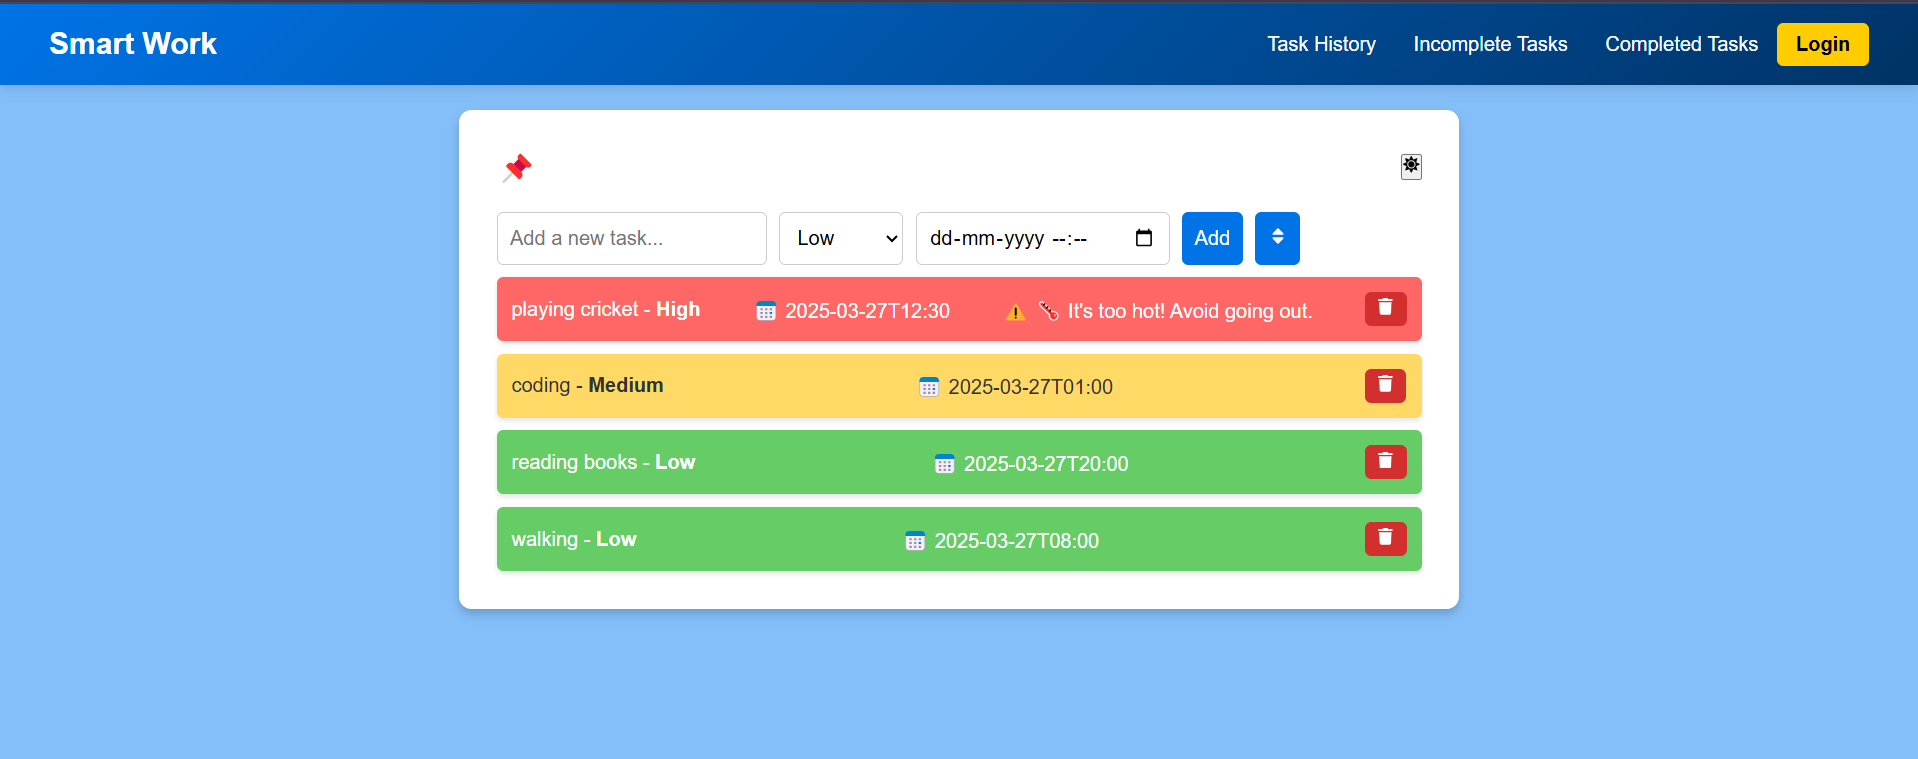 Smart Work
Task History Incomplete Tasks Completed Tasks Login
Add a new task... Low dd-mm-yyyy --:-- Add
playing cricket - High 2025-03-27T12:30 It's too hot! Avoid going out.
coding - Medium 2025-03-27T01:00
reading books - Low 2025-03-27T20:00
walking - Low 2025-03-27T08:00